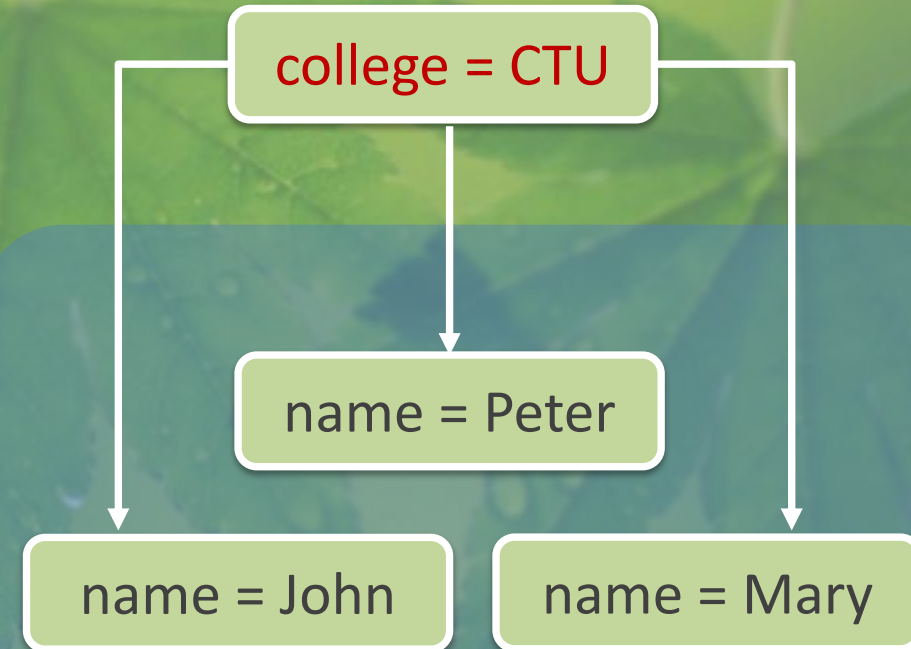 college = CTU
name = Peter
name = John
name = Mary